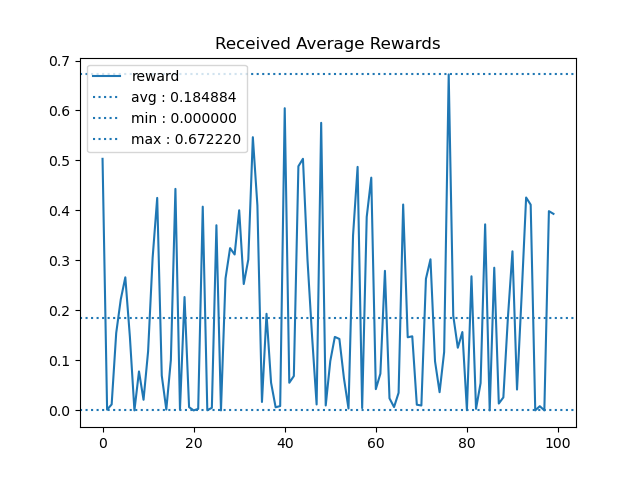 Received Average Rewards
reward
avg : 0.184884
min : 0.000000
max : 0.672220
0.7
0.6
0.5
0.4
0.3
0.2
0.1
0.0
0 20 40 60 80 100